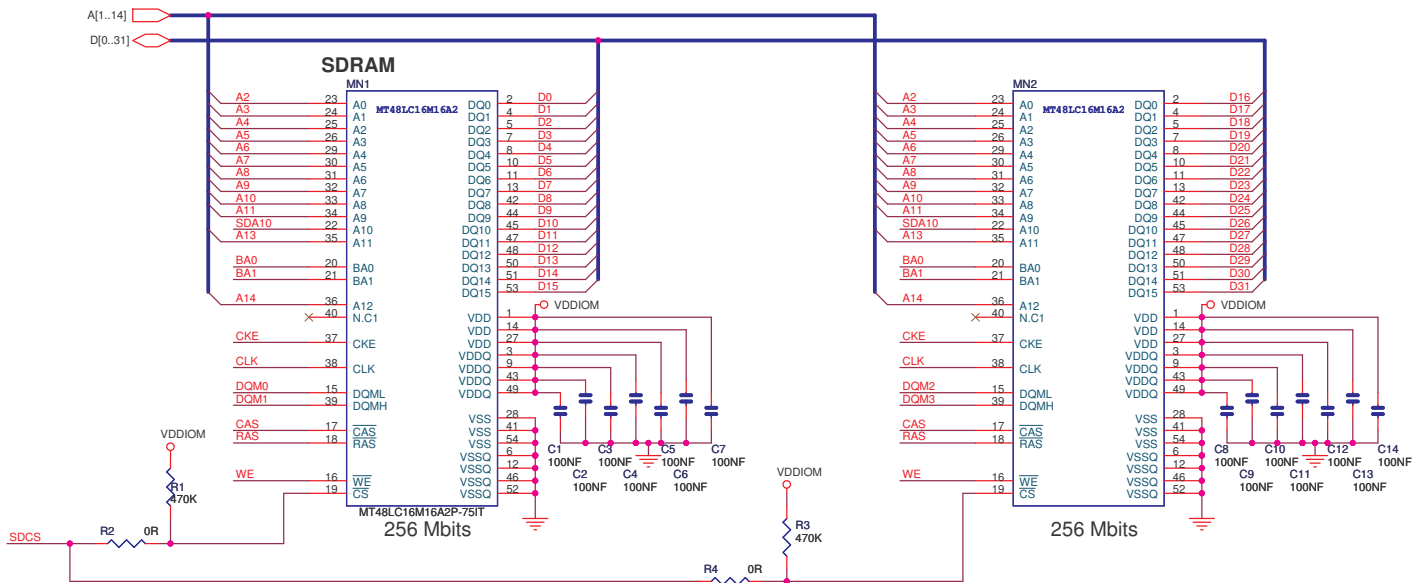 A[1..14]
D[0..31]
SDRAM
MN1
MT48LC16M16A2
A2 23 A0 DQ0 2 D0
A3 24 A1 DQ1 4 D1
A4 25 A2 DQ2 5 D2
A5 26 A3 DQ3 7 D3
A6 29 A4 DQ4 8 D4
A7 30 A5 DQ5 10 D5
A8 31 A6 DQ6 11 D6
A9 32 A7 DQ7 13 D7
A10 33 A8 DQ8 42 D8
A11 34 A9 DQ9 44 D9
SDA10 22 A10 DQ10 45 D10
A13 35 A11 DQ11 47 D11
DQ12 48 D12
BA0 20 BA0 DQ13 50 D13
BA1 21 BA1 DQ14 51 D14
DQ15 53 D15
A14 36 A12
VDDIOM
40 N.C1 VDD 1
VDD 14
CKE 37 CKE VDD 27
VDDQ 3
CLK 38 CLK VDDQ 9
VDDQ 43
DQM0 15 DQML VDDQ 49
DQM1 39 DQMH
VSS 28
CAS 17 CAS VSS 41
RAS 18 RAS VSS 54
VSSQ 6
VSSQ 12
WE 16 WE VSSQ 46
19 CS VSSQ 52
MT48LC16M16A2P-75IT
256 Mbits
C1 100NF
C3 100NF
C5 100NF
C7 100NF
C2 100NF
C4 100NF
C6 100NF
VDDIOM
R1
470K
R2 0R
SDCS
MN2
MT48LC16M16A2
A2 23 A0 DQ0 2 D16
A3 24 A1 DQ1 4 D17
A4 25 A2 DQ2 5 D18
A5 26 A3 DQ3 7 D19
A6 29 A4 DQ4 8 D20
A7 30 A5 DQ5 10 D21
A8 31 A6 DQ6 11 D22
A9 32 A7 DQ7 13 D23
A10 33 A8 DQ8 42 D24
A11 34 A9 DQ9 44 D25
SDA10 22 A10 DQ10 45 D26
A13 35 A11 DQ11 47 D27
DQ12 48 D28
BA0 20 BA0 DQ13 50 D29
BA1 21 BA1 DQ14 51 D30
DQ15 53 D31
A14 36 A12
VDDIOM
40 N.C1 VDD 1
VDD 14
CKE 37 CKE VDD 27
VDDQ 3
CLK 38 CLK VDDQ 9
VDDQ 43
DQM2 15 DQML VDDQ 49
DQM3 39 DQMH
VSS 28
CAS 17 CAS VSS 41
RAS 18 RAS VSS 54
VSSQ 6
VSSQ 12
WE 16 WE VSSQ 46
19 CS VSSQ 52
256 Mbits
C8 100NF
C10 100NF
C12 100NF
C14 100NF
C9 100NF
C11 100NF
C13 100NF
VDDIOM
R3
470K
R4 0R